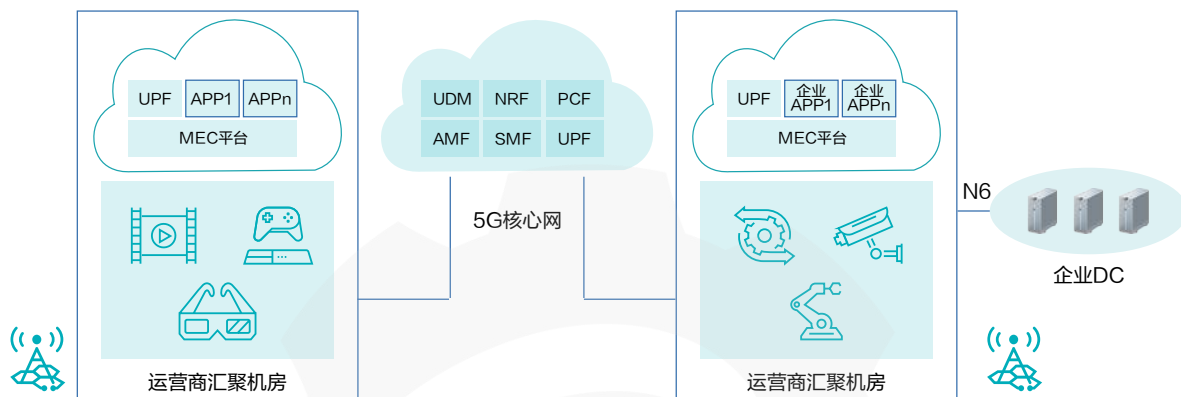 UPF
APP1
APPn
MEC平台
运营商汇聚机房
UDM
NRF
PCF
AMF
SMF
UPF
5G核心网
UPF
企业
APP1
企业
APPn
MEC平台
运营商汇聚机房
N6
企业DC